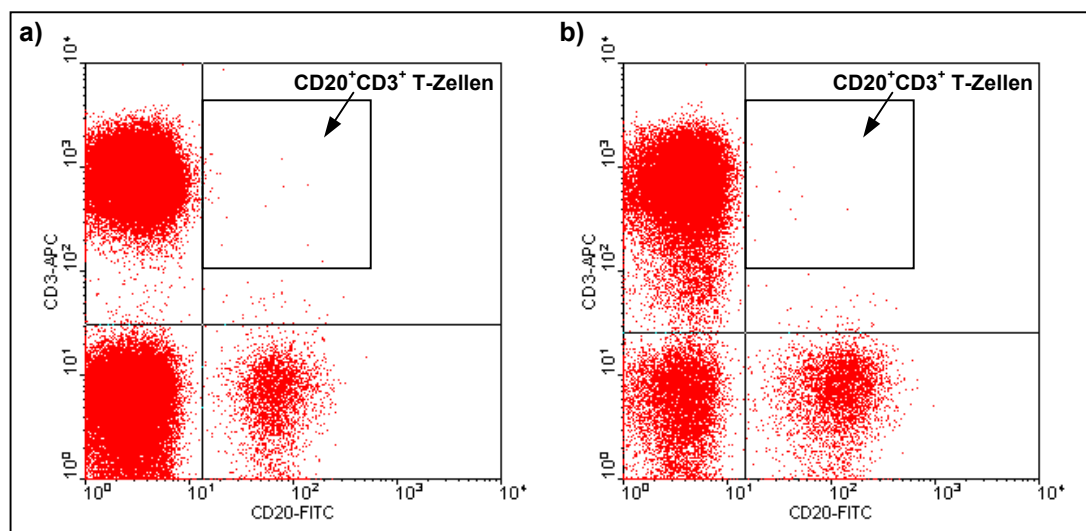 a)
CD20⁺CD3⁺ T-Zellen
10⁴
10³
10²
10¹
10⁰
CD3-APC
10⁰ 10¹ 10² 10³ 10⁴
CD20-FITC
b)
CD20⁺CD3⁺ T-Zellen
10⁴
10³
10²
10¹
10⁰
CD3-APC
10⁰ 10¹ 10² 10³ 10⁴
CD20-FITC